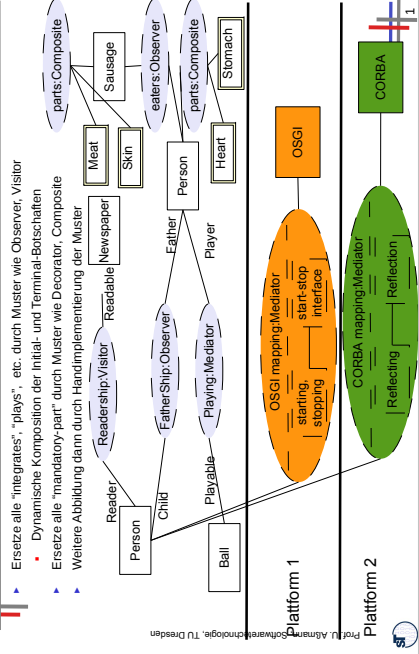 Ersetze alle "integrates", "plays", etc. durch Muster wie Observer, Visitor
Dynamische Komposition der Initial- und Terminal-Botschaften
Ersetze alle "mandatory-part" durch Muster wie Decorator, Composite
Weitere Abbildung dann durch Handimplementierung der Muster
Reader
Readership:Visitor
Readable
Newspaper
Meat
Skin
parts:Composite
Sausage
Person
Child
FatherShip:Observer
Father
Person
eaters:Observer
Playable
Playing:Mediator
Player
parts:Composite
Heart
Stomach
Ball
Plattform 1
OSGI mapping:Mediator
starting,
stopping
start-stop
interface
OSGI
Plattform 2
CORBA mapping:Mediator
Reflecting
Reflection
CORBA
Prof. U. Aßmann, Softwaretechnologie, TU Dresden
ST
1